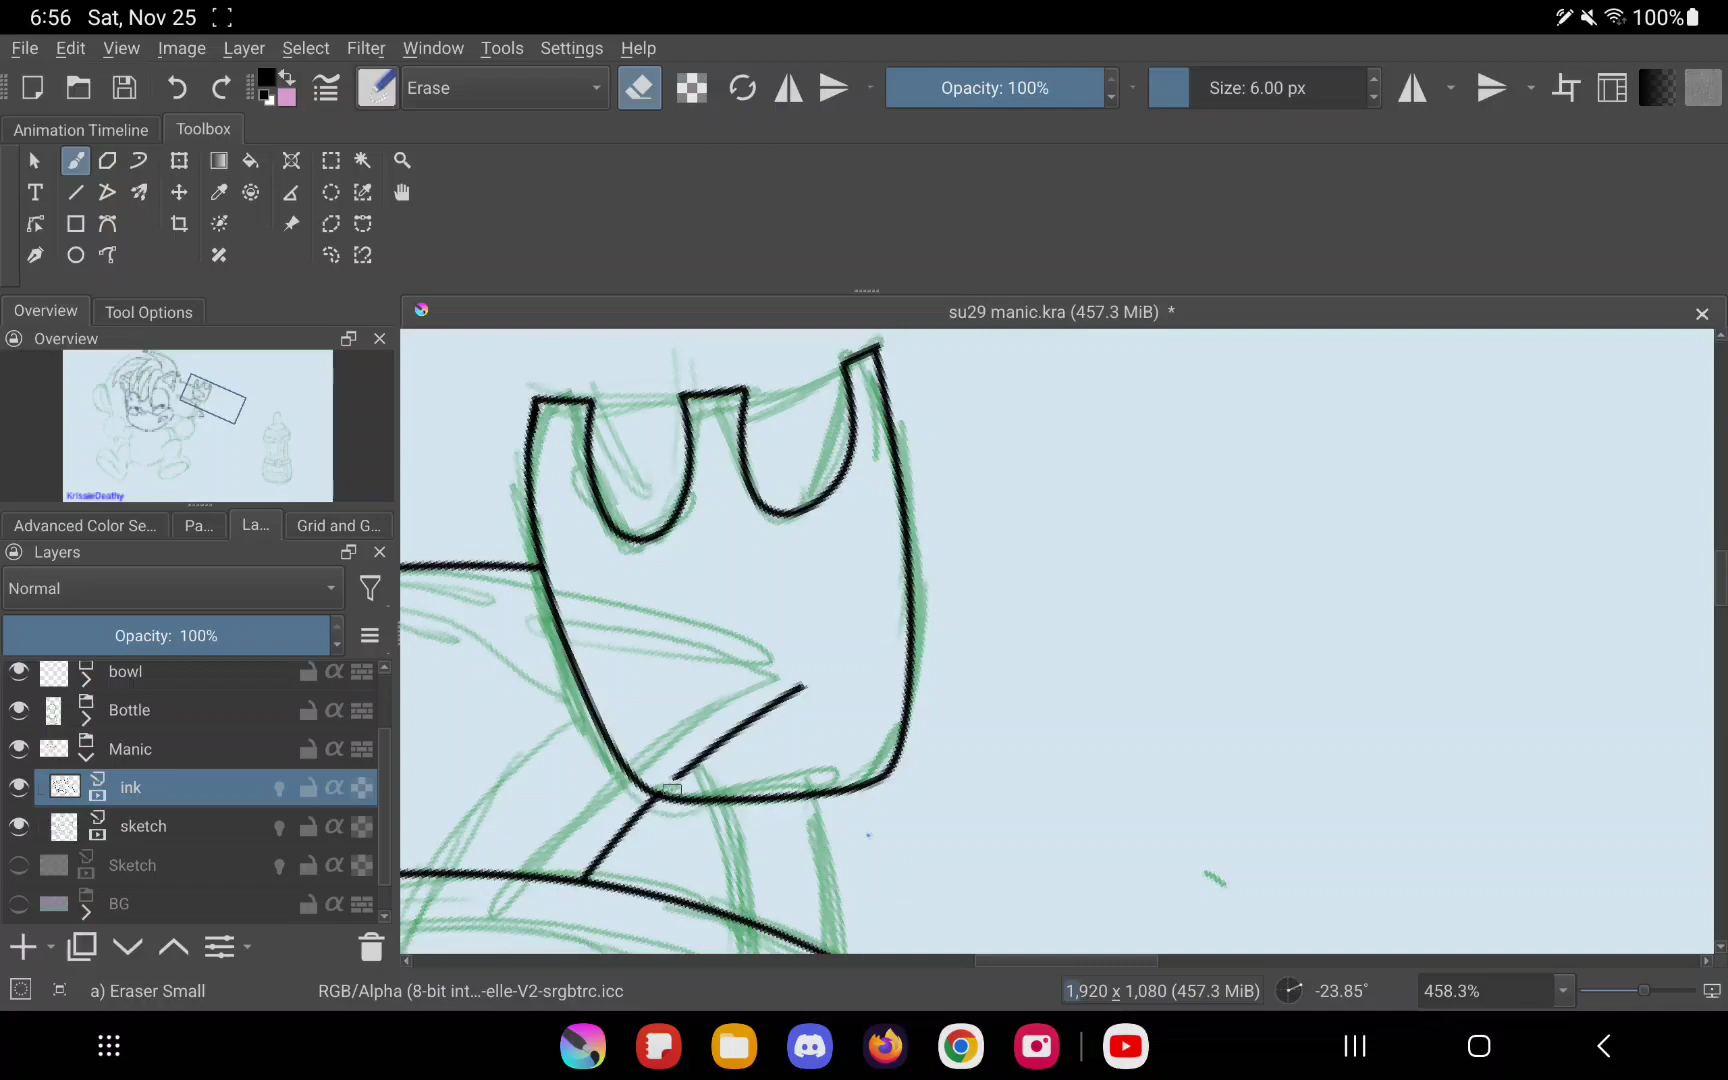 6:56 Sat, Nov 25 100%
File Edit View Image Layer Select Filter Window Tools Settings Help
Erase Opacity: 100% Size: 6.00 px
Animation Timeline Toolbox
Overview Tool Options
su29 manic.kra (457.3 MiB) *
Overview
KrissieDeathy
Advanced Color Se... Pa... La... Grid and G...
Layers
Normal
Opacity: 100%
bowl
Bottle
Manic
ink
sketch
Sketch
BG
a) Eraser Small RGB/Alpha (8-bit int...-elle-V2-srgbtrc.icc 1,920 x 1,080 (457.3 MiB) -23.85° 458.3%